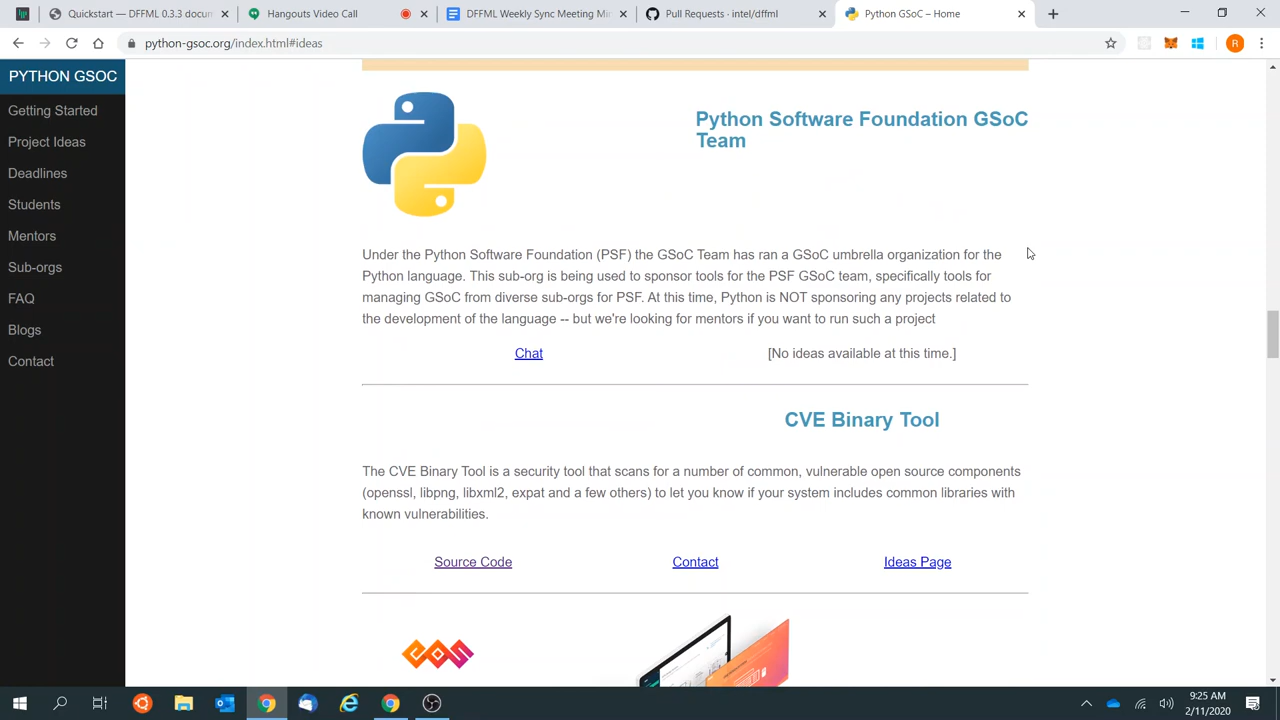 Quickstart — DFFML 0.3.3 docum
Hangouts Video Call
DFFML Weekly Sync Meeting Min
Pull Requests · intel/dffml
Python GSoC – Home
python-gsoc.org/index.html#ideas
R
PYTHON GSOC
Getting Started
Project Ideas
Deadlines
Students
Mentors
Sub-orgs
FAQ
Blogs
Contact
Python Software Foundation GSoC
Team
Under the Python Software Foundation (PSF) the GSoC Team has ran a GSoC umbrella organization for the
Python language. This sub-org is being used to sponsor tools for the PSF GSoC team, specifically tools for
managing GSoC from diverse sub-orgs for PSF. At this time, Python is NOT sponsoring any projects related to
the development of the language -- but we're looking for mentors if you want to run such a project
Chat [No ideas available at this time.]
CVE Binary Tool
The CVE Binary Tool is a security tool that scans for a number of common, vulnerable open source components
(openssl, libpng, libxml2, expat and a few others) to let you know if your system includes common libraries with
known vulnerabilities.
Source Code Contact Ideas Page
eos
9:25 AM
2/11/2020